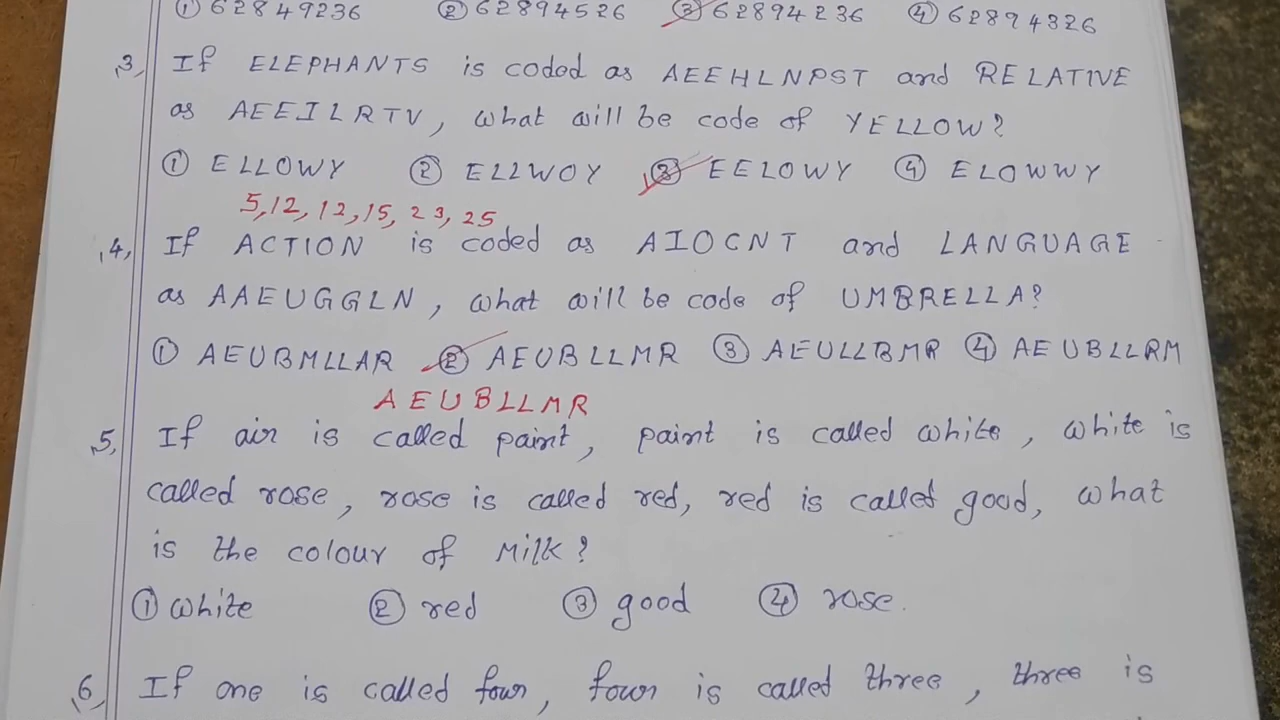 ① 62849236 ② 62894526 ③ 62894236 ④ 62894326
3, If ELEPHANTS is coded as AEEHLNPST and RELATIVE
as AEEILRTV, what will be code of YELLOW?
① ELLOWY ② ELLWOY ③ EELOWY ④ ELOWWY
5,12, 12, 15, 23, 25
4, If ACTION is coded as AIOCNT and LANGUAGE
as AAEUGGLN, what will be code of UMBRELLA?
① AEUBMLLAR ② AEUBLLMR ③ AEULLBMR ④ AEUBLLRM
AEUBLLMR
5, If air is called paint, paint is called white, white is
called rose, rose is called red, red is called good, what
is the colour of Milk?
① white ② red ③ good ④ rose.
6, If one is called four, four is called three, three is